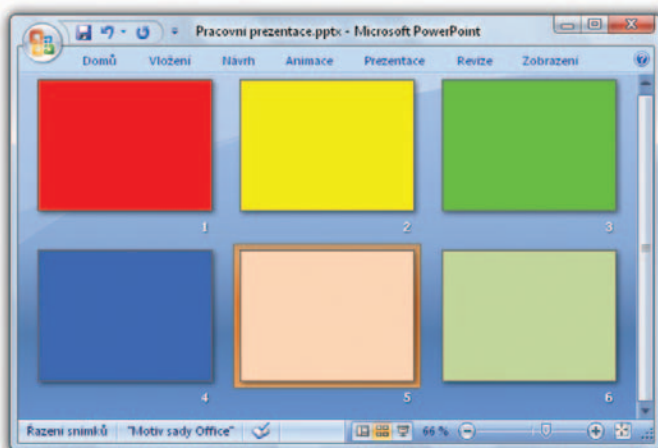 Pracovní prezentace.pptx - Microsoft PowerPoint
Domů Vložení Návrh Animace Prezentace Revize Zobrazení
1 2 3
4 5 6
Řazení snímků "Motiv sady Office" 66 %